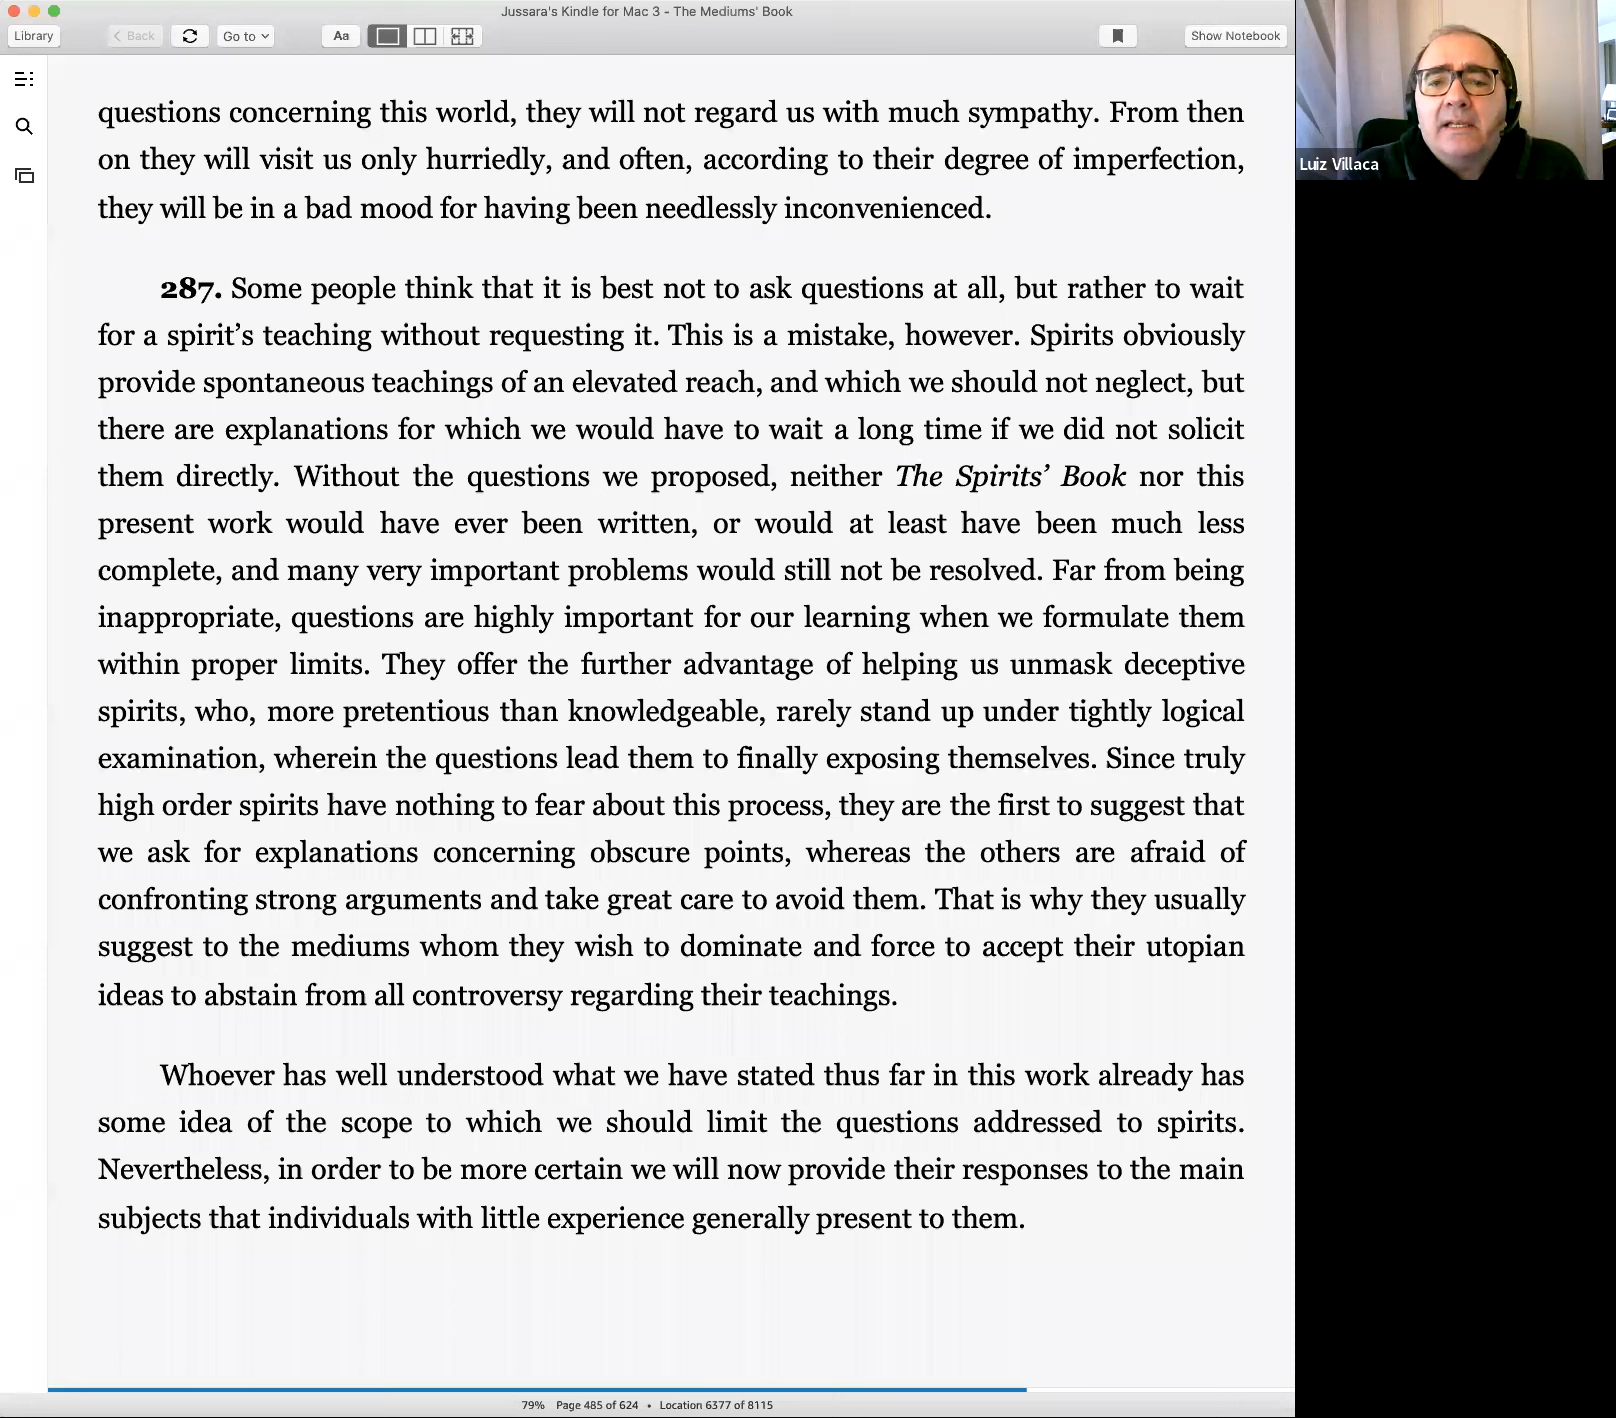 Jussara's Kindle for Mac 3 - The Mediums' Book
Library
Back
Go to
Aa
Show Notebook
questions concerning this world, they will not regard us with much sympathy. From then
on they will visit us only hurriedly, and often, according to their degree of imperfection,
they will be in a bad mood for having been needlessly inconvenienced.
287. Some people think that it is best not to ask questions at all, but rather to wait
for a spirit’s teaching without requesting it. This is a mistake, however. Spirits obviously
provide spontaneous teachings of an elevated reach, and which we should not neglect, but
there are explanations for which we would have to wait a long time if we did not solicit
them directly. Without the questions we proposed, neither The Spirits’ Book nor this
present work would have ever been written, or would at least have been much less
complete, and many very important problems would still not be resolved. Far from being
inappropriate, questions are highly important for our learning when we formulate them
within proper limits. They offer the further advantage of helping us unmask deceptive
spirits, who, more pretentious than knowledgeable, rarely stand up under tightly logical
examination, wherein the questions lead them to finally exposing themselves. Since truly
high order spirits have nothing to fear about this process, they are the first to suggest that
we ask for explanations concerning obscure points, whereas the others are afraid of
confronting strong arguments and take great care to avoid them. That is why they usually
suggest to the mediums whom they wish to dominate and force to accept their utopian
ideas to abstain from all controversy regarding their teachings.
Whoever has well understood what we have stated thus far in this work already has
some idea of the scope to which we should limit the questions addressed to spirits.
Nevertheless, in order to be more certain we will now provide their responses to the main
subjects that individuals with little experience generally present to them.
79% Page 485 of 624 • Location 6377 of 8115
Luiz Villaca